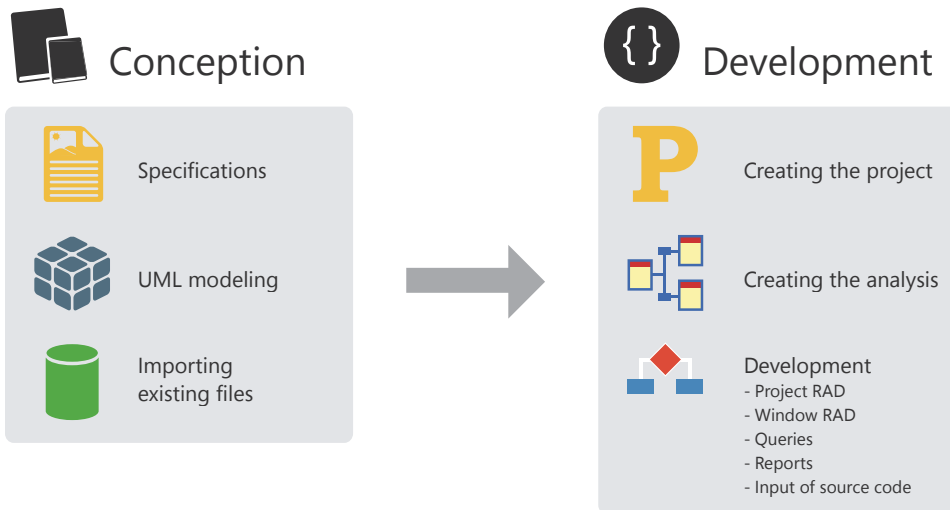 Conception
Specifications
UML modeling
Importing
existing files
{ }
Development
P
Creating the project
Creating the analysis
Development
- Project RAD
- Window RAD
- Queries
- Reports
- Input of source code